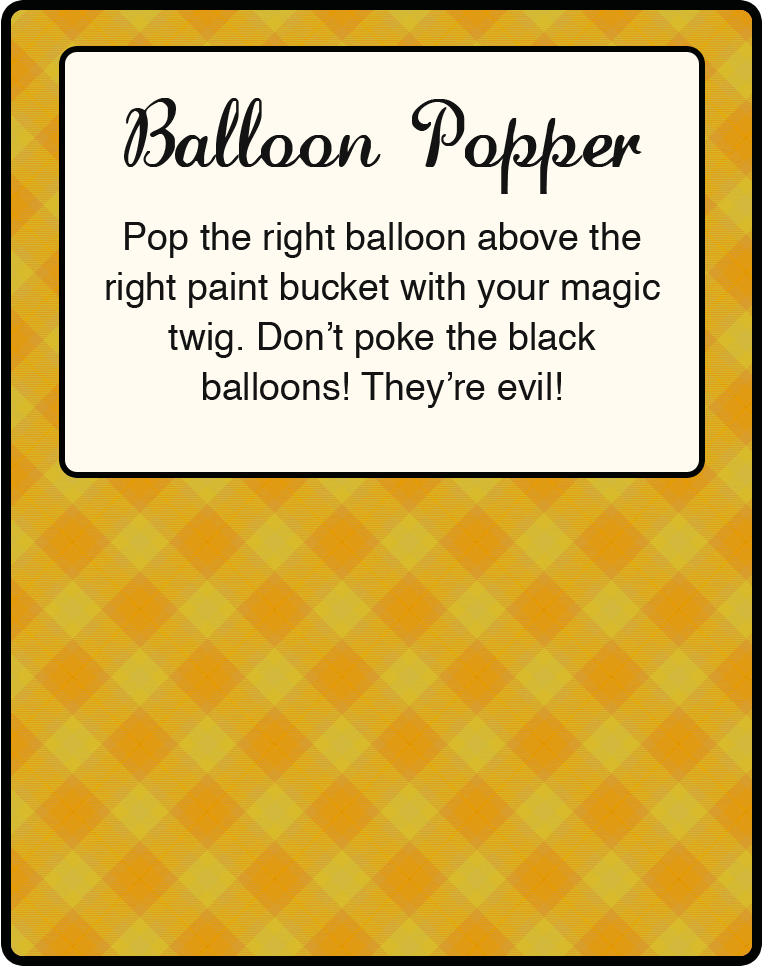 Balloon Popper
Pop the right balloon above the
right paint bucket with your magic
twig. Don’t poke the black
balloons! They’re evil!